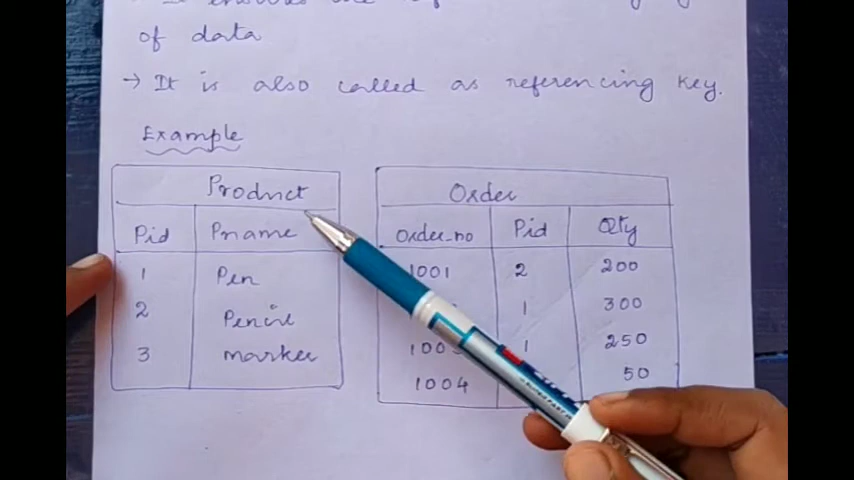 of data
→ It is also called as referencing key.
Example
Product
Pid Pname
1 Pen
2 Pencil
3 marker
Order
Order_no Pid Qty
1001 2 200
1 300
1 250
1004 50